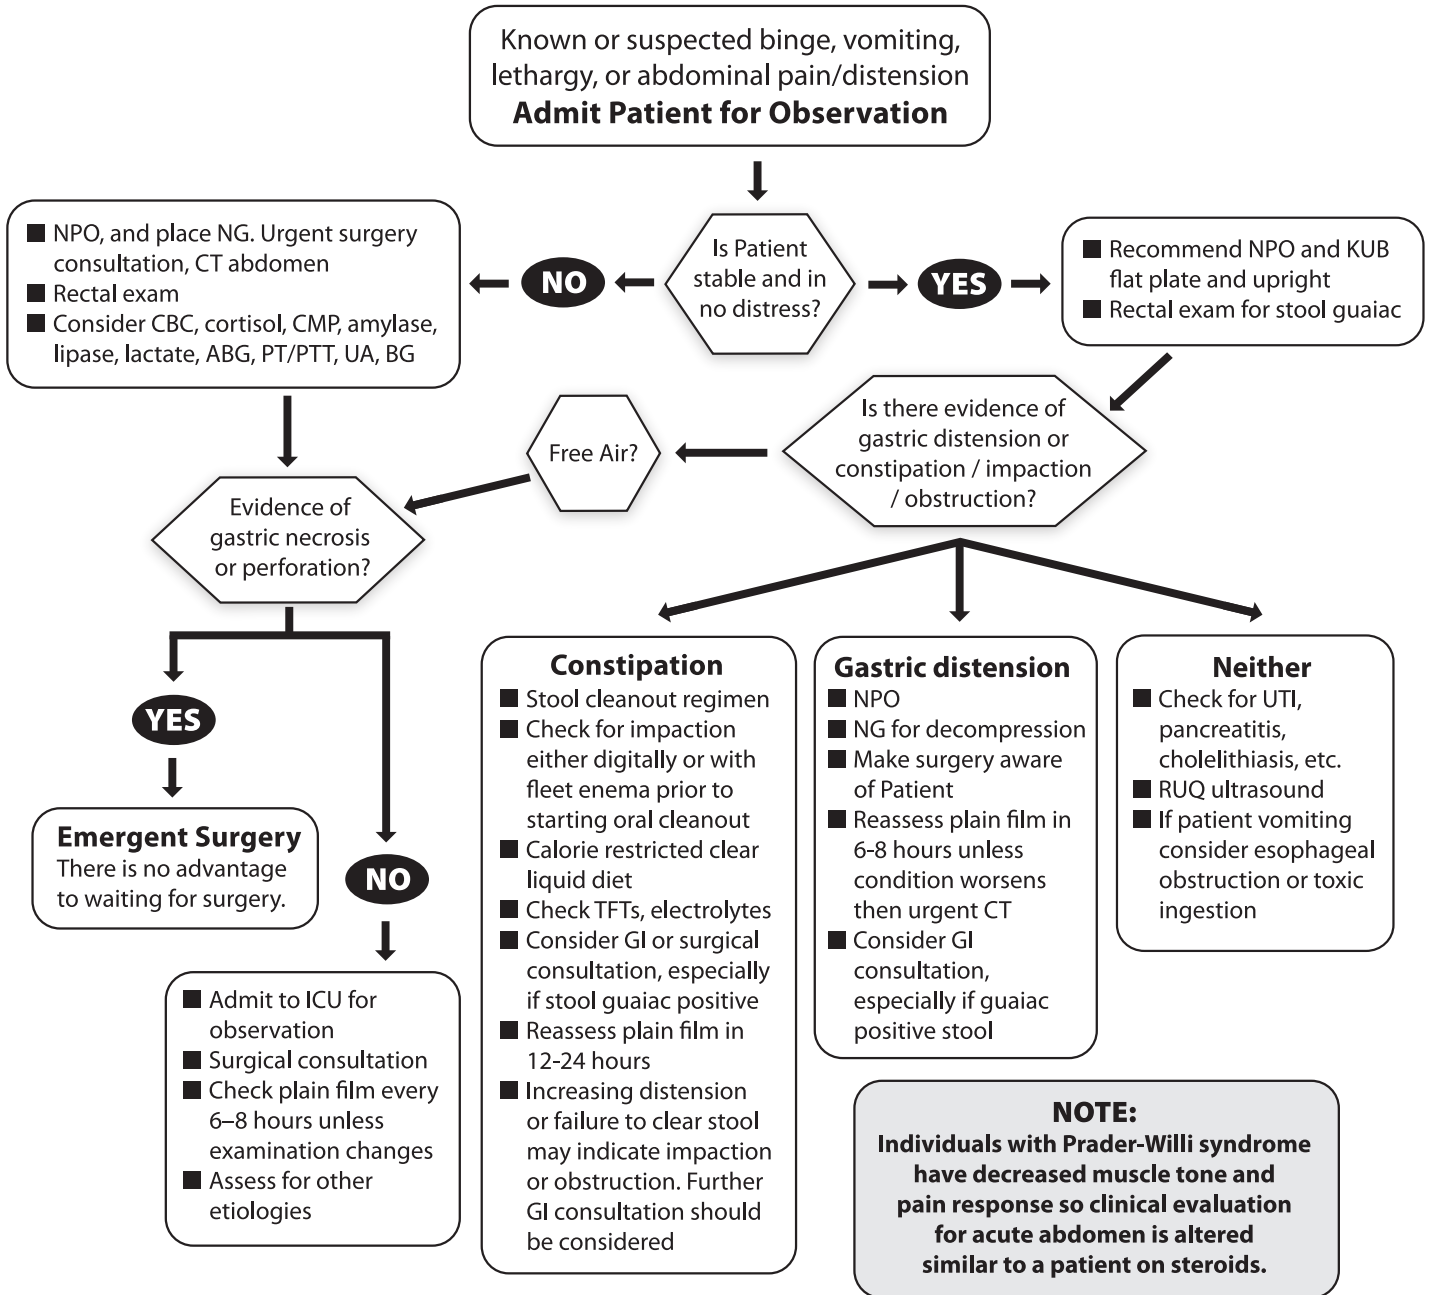 Known or suspected binge, vomiting,
lethargy, or abdominal pain/distension
Admit Patient for Observation
■ NPO, and place NG. Urgent surgery
consultation, CT abdomen
■ Rectal exam
■ Consider CBC, cortisol, CMP, amylase,
lipase, lactate, ABG, PT/PTT, UA, BG
NO
Is Patient
stable and in
no distress?
YES
■ Recommend NPO and KUB
flat plate and upright
■ Rectal exam for stool guaiac
Is there evidence of
gastric distension or
constipation / impaction
/ obstruction?
Free Air?
Evidence of
gastric necrosis
or perforation?
YES
Emergent Surgery
There is no advantage
to waiting for surgery.
NO
■ Admit to ICU for
observation
■ Surgical consultation
■ Check plain film every
6–8 hours unless
examination changes
■ Assess for other
etiologies
Constipation
■ Stool cleanout regimen
■ Check for impaction
either digitally or with
fleet enema prior to
starting oral cleanout
■ Calorie restricted clear
liquid diet
■ Check TFTs, electrolytes
■ Consider GI or surgical
consultation, especially
if stool guaiac positive
■ Reassess plain film in
12-24 hours
■ Increasing distension
or failure to clear stool
may indicate impaction
or obstruction. Further
GI consultation should
be considered
Gastric distension
■ NPO
■ NG for decompression
■ Make surgery aware
of Patient
■ Reassess plain film in
6-8 hours unless
condition worsens
then urgent CT
■ Consider GI
consultation,
especially if guaiac
positive stool
Neither
■ Check for UTI,
pancreatitis,
cholelithiasis, etc.
■ RUQ ultrasound
■ If patient vomiting
consider esophageal
obstruction or toxic
ingestion
NOTE:
Individuals with Prader-Willi syndrome
have decreased muscle tone and
pain response so clinical evaluation
for acute abdomen is altered
similar to a patient on steroids.